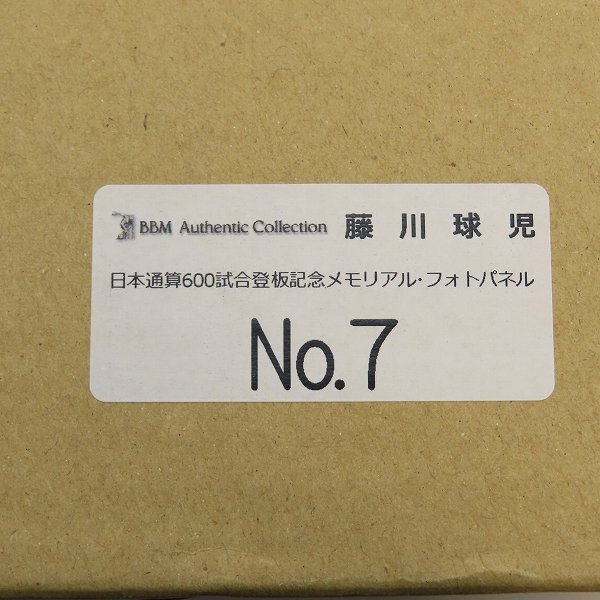 BBM Authentic Collection 藤川球児
日本通算600試合登板記念メモリアル・フォトパネル
No.7